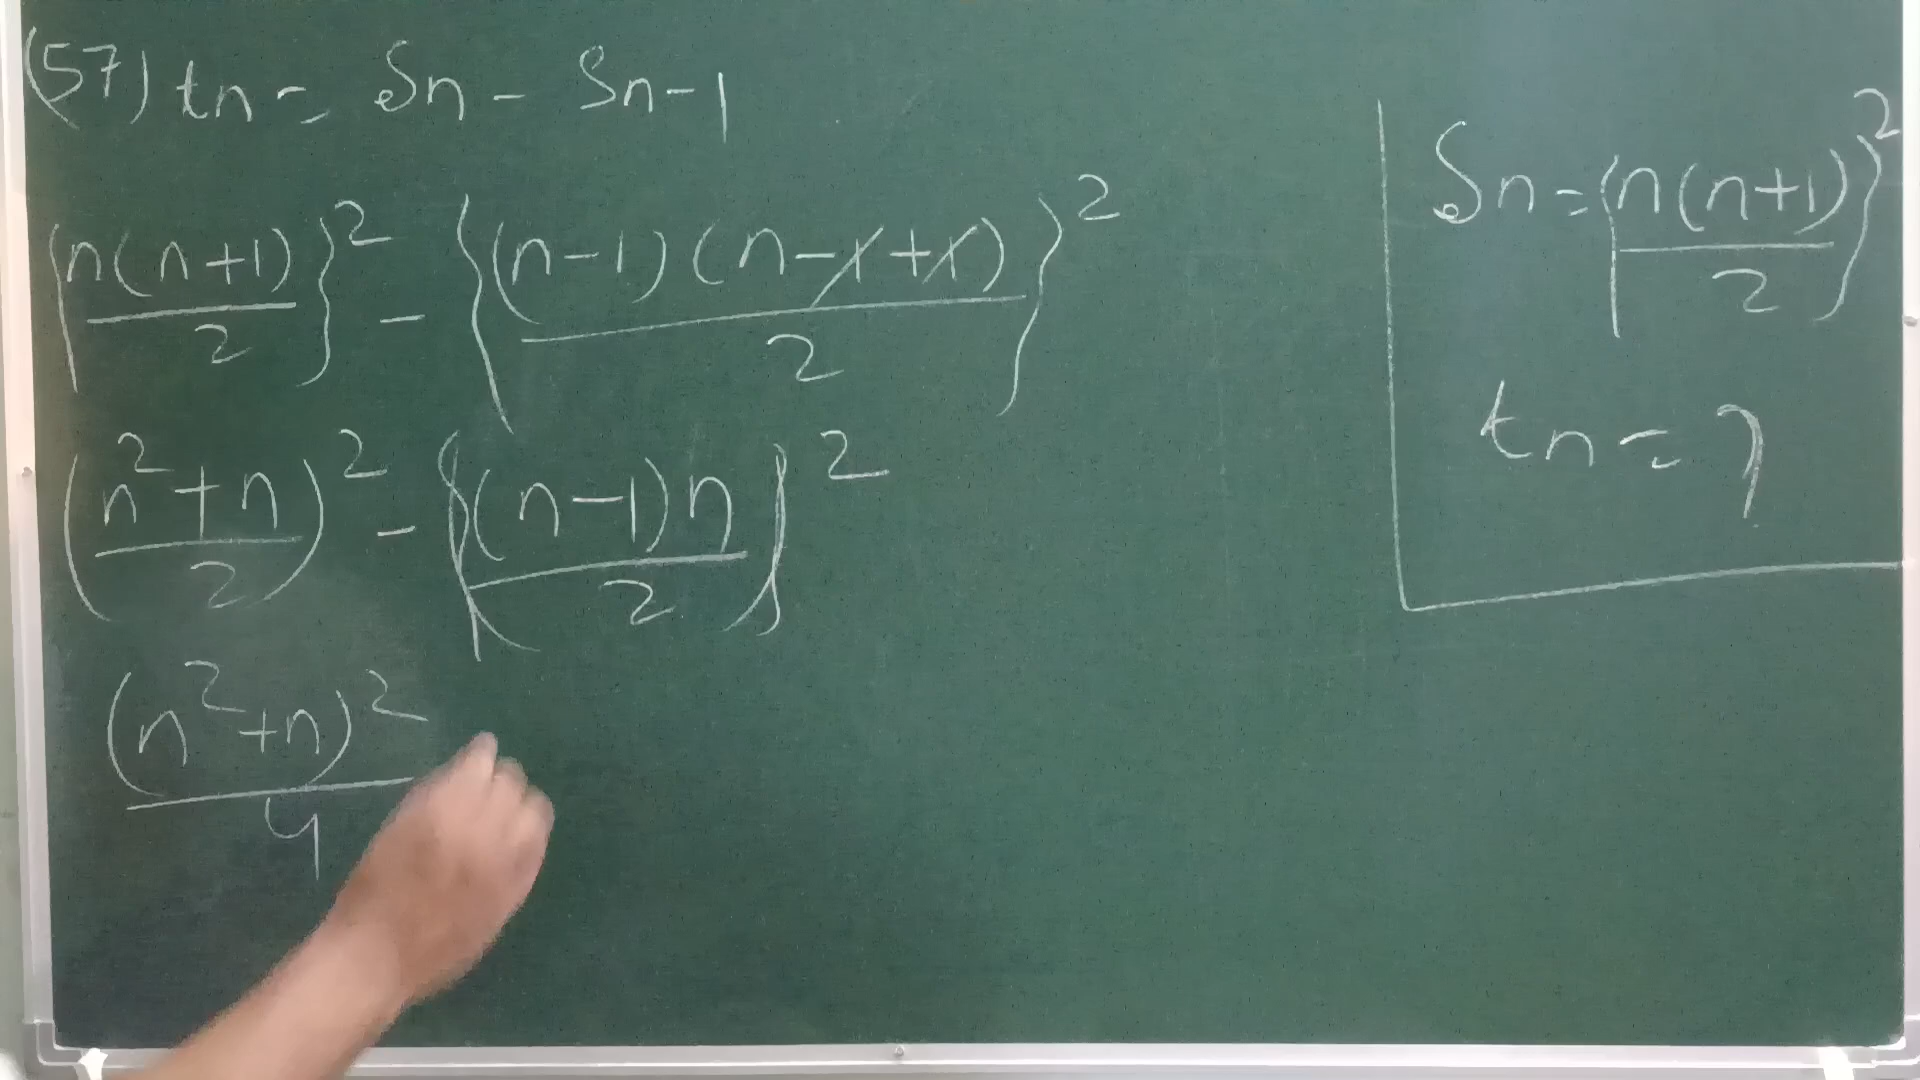 (57) tn = Sn - Sn-1
{n(n+1)/2}² - {(n-1)(n-1+1)/2}²
((n²+n)/2)² - {((n-1)n)/2}²
(n²+n)²/4
Sn = {n(n+1)/2}²
tn = ?